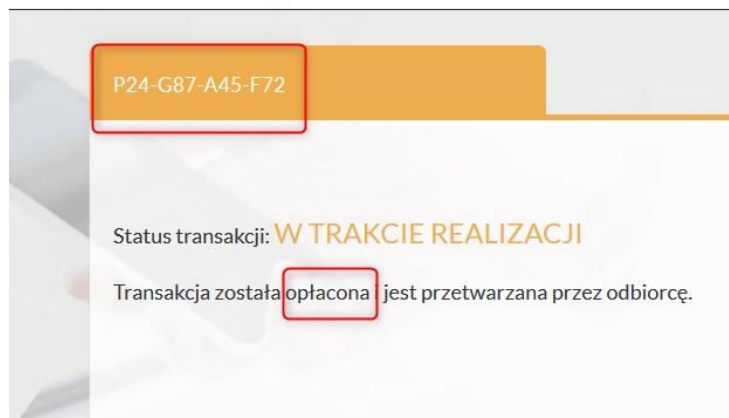 P24-G87-A45-F72
Status transakcji: W TRAKCIE REALIZACJI
Transakcja została opłacona i jest przetwarzana przez odbiorcę.